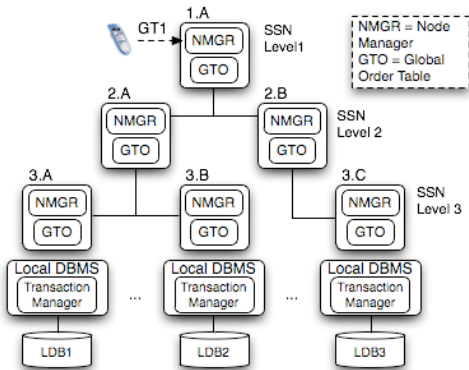 1.A
GT1
NMGR
GTO
SSN
Level1
NMGR = Node
Manager
GTO = Global
Order Table
2.A
NMGR
GTO
2.B
NMGR
GTO
SSN
Level 2
3.A
NMGR
GTO
3.B
NMGR
GTO
3.C
NMGR
GTO
SSN
Level 3
Local DBMS
Transaction
Manager
...
Local DBMS
Transaction
Manager
...
Local DBMS
Transaction
Manager
LDB1
LDB2
LDB3